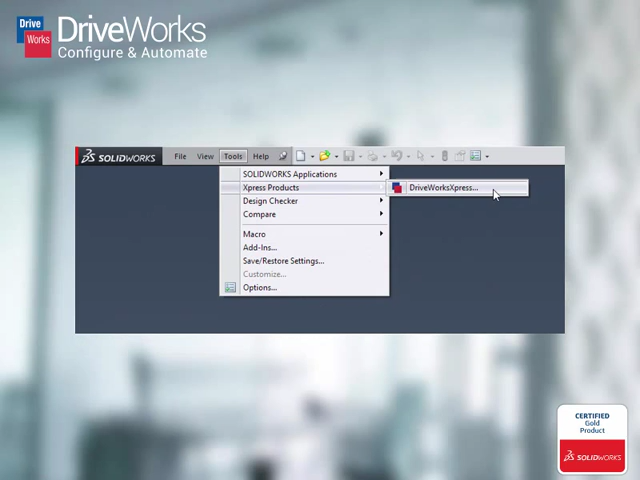 Drive
Works
DriveWorks
Configure & Automate
SOLIDWORKS File View Tools Help
SOLIDWORKS Applications
Xpress Products
DriveWorksXpress...
Design Checker
Compare
Macro
Add-Ins...
Save/Restore Settings...
Customize...
Options...
CERTIFIED
Gold
Product
SOLIDWORKS